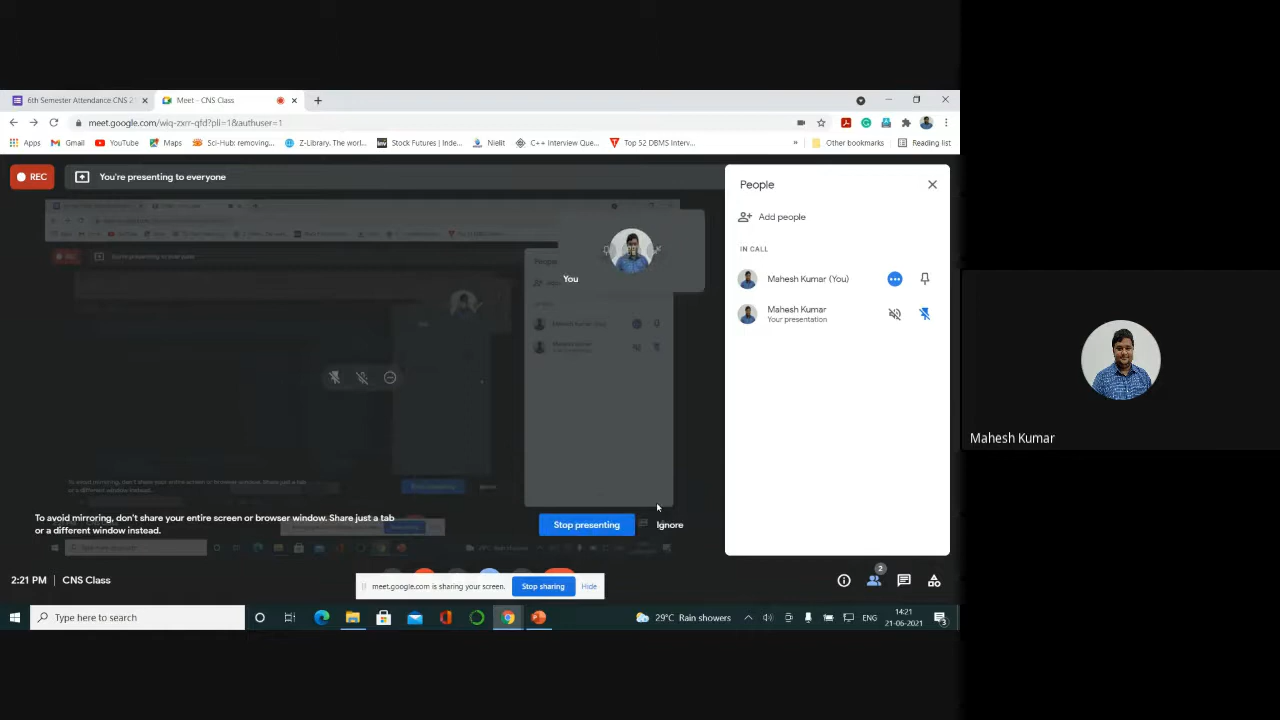 6th Semester Attendance CNS 2
Meet - CNS Class
meet.google.com/wiq-zxrr-qfd?pli=1&authuser=1
Apps
Gmail
YouTube
Maps
Sci-Hub: removing...
Z-Library. The worl...
Stock Futures | Inde...
Nielit
C++ Interview Que...
Top 52 DBMS Interv...
»
Other bookmarks
Reading list
REC
You're presenting to everyone
People
Add people
IN CALL
Mahesh Kumar (You)
Mahesh Kumar
Your presentation
You
To avoid mirroring, don't share your entire screen or browser window. Share just a tab
or a different window instead.
Stop presenting
Ignore
2:21 PM | CNS Class
2
meet.google.com is sharing your screen.
Stop sharing
Hide
Type here to search
29°C Rain showers
ENG
14:21
21-06-2021
3
Mahesh Kumar